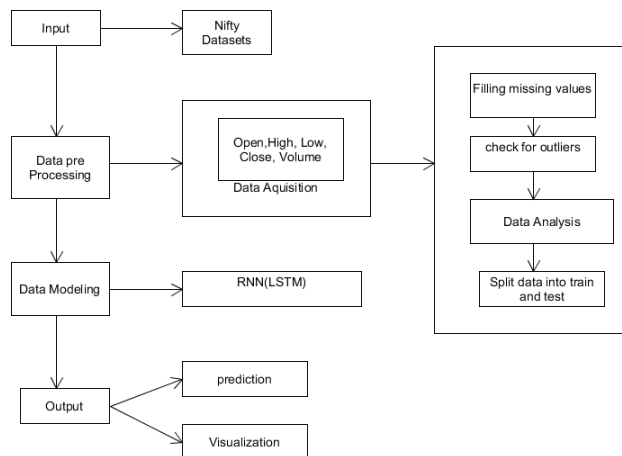 Input
Nifty
Datasets
Filling missing values
Open,High, Low,
Close, Volume
Data Aquisition
check for outliers
Data pre
Processing
Data Analysis
Data Modeling
RNN(LSTM)
Split data into train
and test
prediction
Output
Visualization